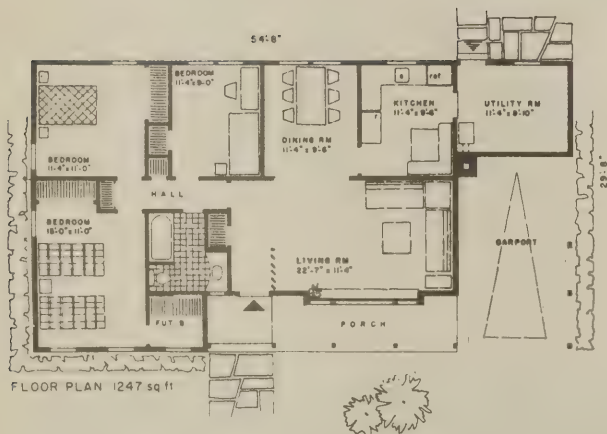 54'-8"
BEDROOM
11'-4" x 9'-0"
S
ref
KITCHEN
11'-4" x 9'-6"
UTILITY RM
11'-4" x 9'-10"
DINING RM
11'-4" x 9'-6"
r
BEDROOM
11'-4" x 11'-0"
29'-8"
HALL
BEDROOM
15'-0" x 11'-0"
CARPORT
LIVING RM
22'-7" x 11'-6"
FUT. B
PORCH
FLOOR PLAN 1247 sq ft